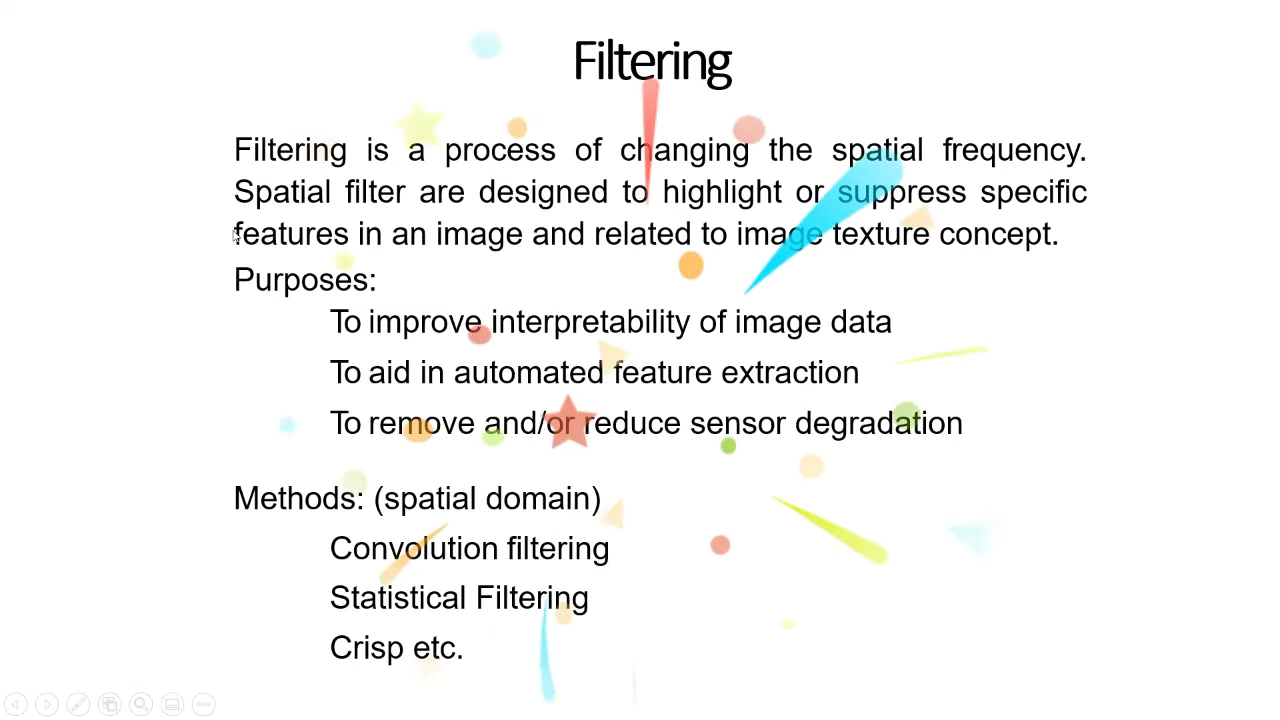 Filtering
Filtering is a process of changing the spatial frequency.
Spatial filter are designed to highlight or suppress specific
features in an image and related to image texture concept.
Purposes:
To improve interpretability of image data
To aid in automated feature extraction
To remove and/or reduce sensor degradation
Methods: (spatial domain)
Convolution filtering
Statistical Filtering
Crisp etc.